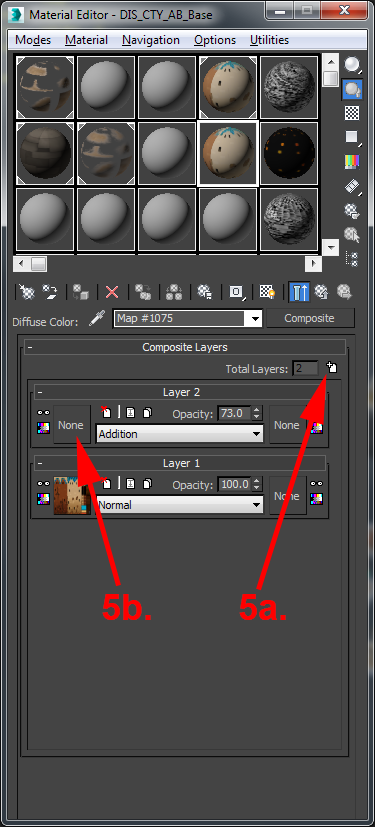 Material Editor - DIS_CTY_AB_Base
Modes Material Navigation Options Utilities
Diffuse Color: Map #1075 Composite
- Composite Layers
Total Layers: 2
- Layer 2
None Opacity: 73.0 None
Addition
- Layer 1
Opacity: 100.0 None
Normal
5b. 5a.